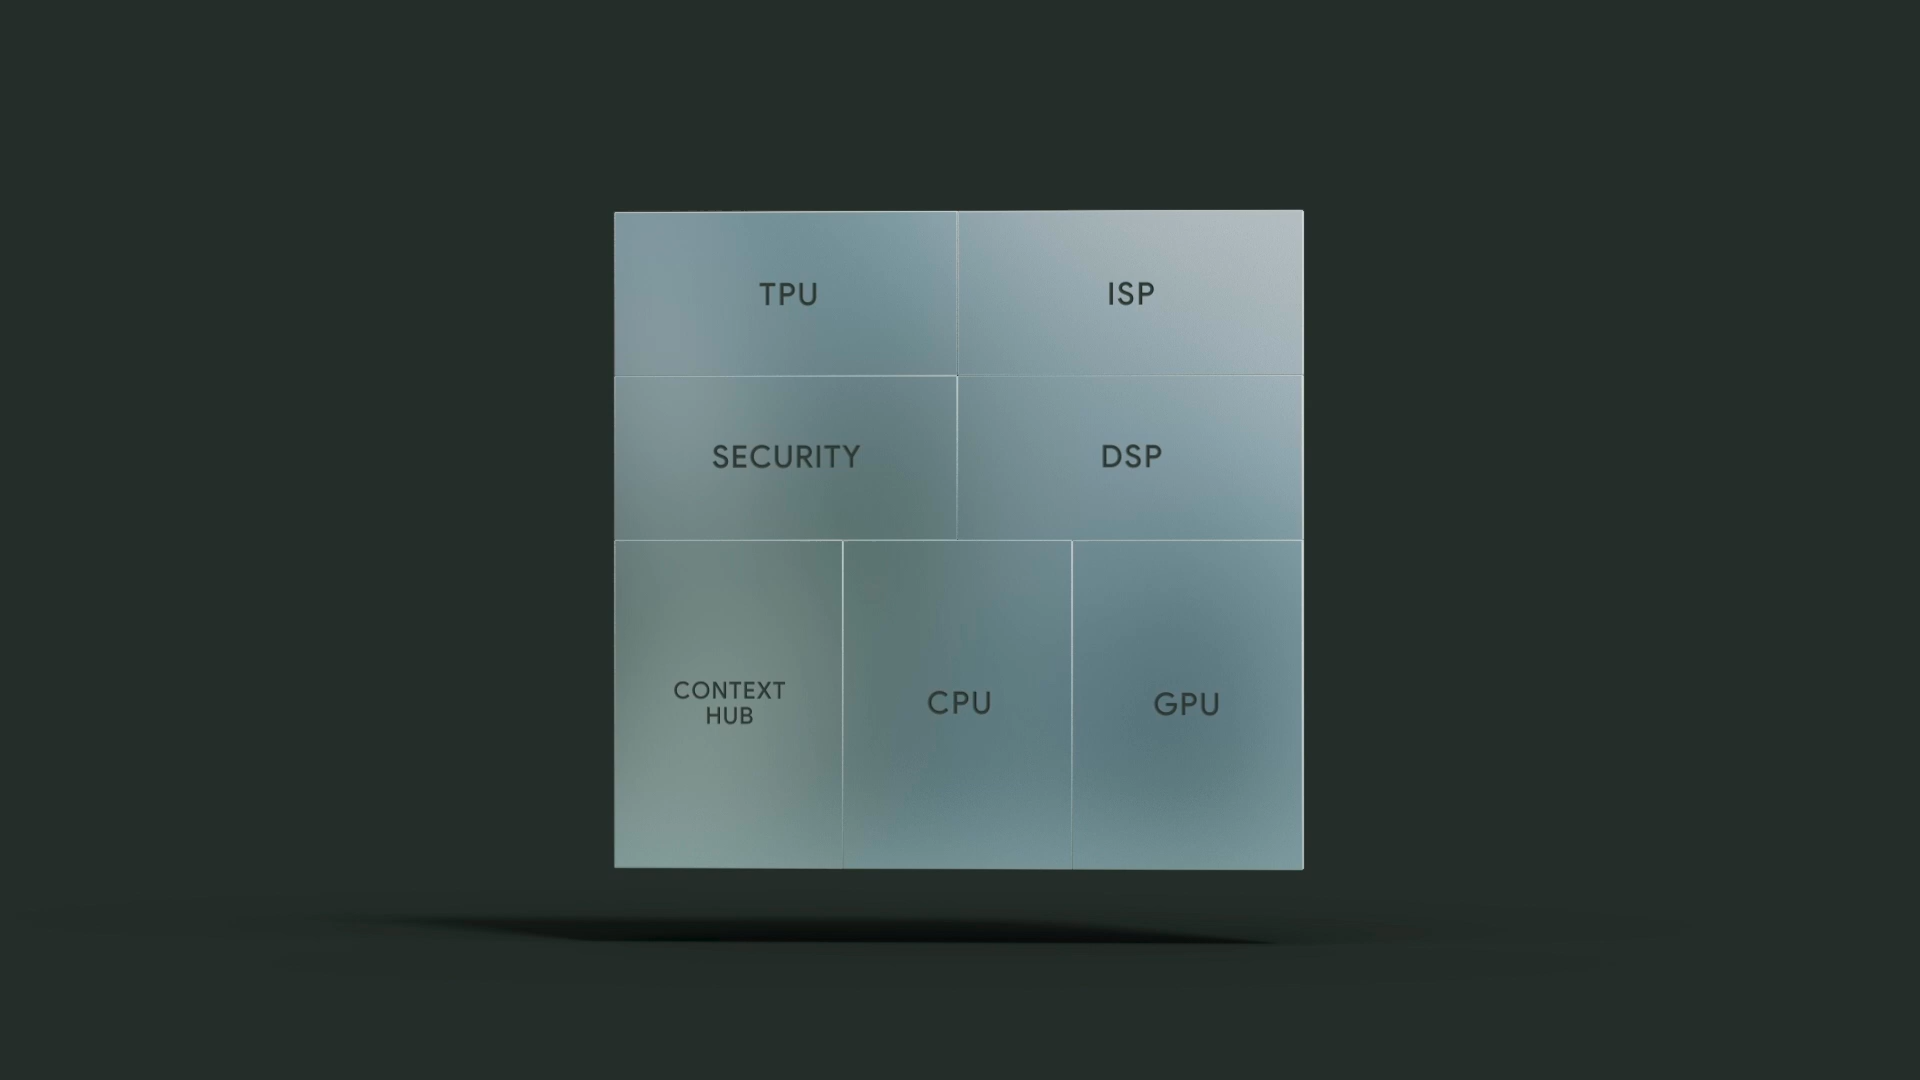 TPU
ISP
SECURITY
DSP
CONTEXT
HUB
CPU
GPU